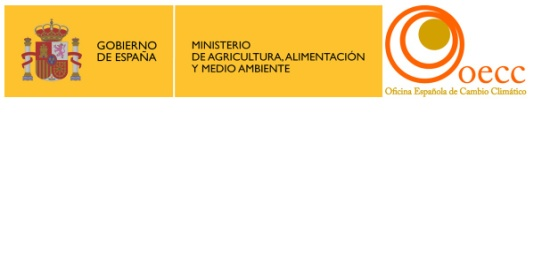 GOBIERNO
DE ESPAÑA
MINISTERIO
DE AGRICULTURA, ALIMENTACIÓN
Y MEDIO AMBIENTE
oecc
Oficina Española de Cambio Climático